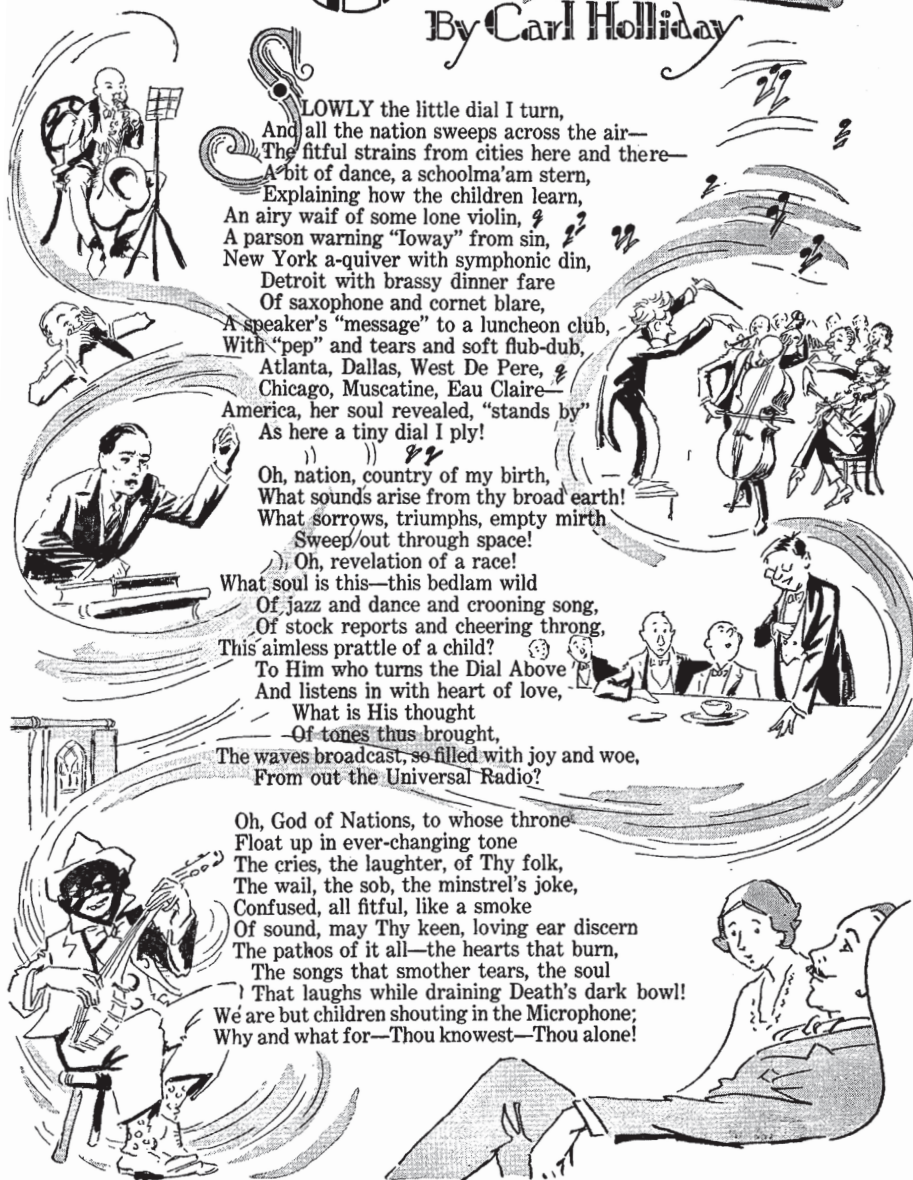 By Carl Holliday
SLOWLY the little dial I turn,
And all the nation sweeps across the air—
The fitful strains from cities here and there—
A bit of dance, a schoolma'am stern,
Explaining how the children learn,
An airy waif of some lone violin,
A parson warning "Ioway" from sin,
New York a-quiver with symphonic din,
Detroit with brassy dinner fare
Of saxophone and cornet blare,
A speaker's "message" to a luncheon club,
With "pep" and tears and soft flub-dub,
Atlanta, Dallas, West De Pere,
Chicago, Muscatine, Eau Claire—
America, her soul revealed, "stands by"
As here a tiny dial I ply!
Oh, nation, country of my birth,
What sounds arise from thy broad earth!
What sorrows, triumphs, empty mirth
Sweep out through space!
Oh, revelation of a race!
What soul is this—this bedlam wild
Of jazz and dance and crooning song,
Of stock reports and cheering throng,
This aimless prattle of a child?
To Him who turns the Dial Above
And listens in with heart of love,
What is His thought
Of tones thus brought,
The waves broadcast, so filled with joy and woe,
From out the Universal Radio?
Oh, God of Nations, to whose throne
Float up in ever-changing tone
The cries, the laughter, of Thy folk,
The wail, the sob, the minstrel's joke,
Confused, all fitful, like a smoke
Of sound, may Thy keen, loving ear discern
The pathos of it all—the hearts that burn,
The songs that smother tears, the soul
That laughs while draining Death's dark bowl!
We are but children shouting in the Microphone;
Why and what for—Thou knowest—Thou alone!